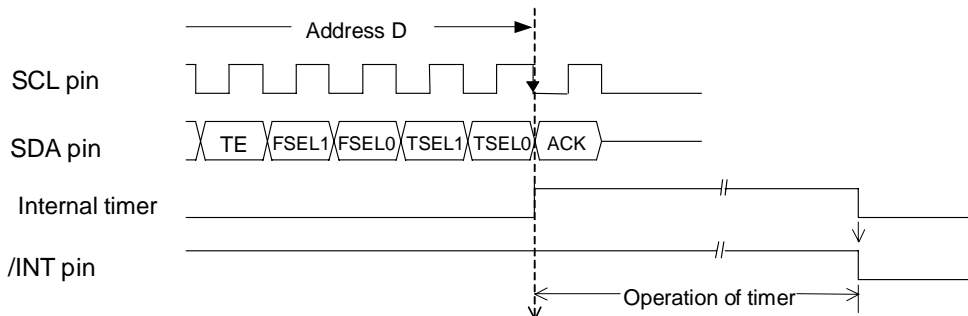 Address D
SCL pin
SDA pin TE FSEL1 FSEL0 TSEL1 TSEL0 ACK
Internal timer
/INT pin
Operation of timer